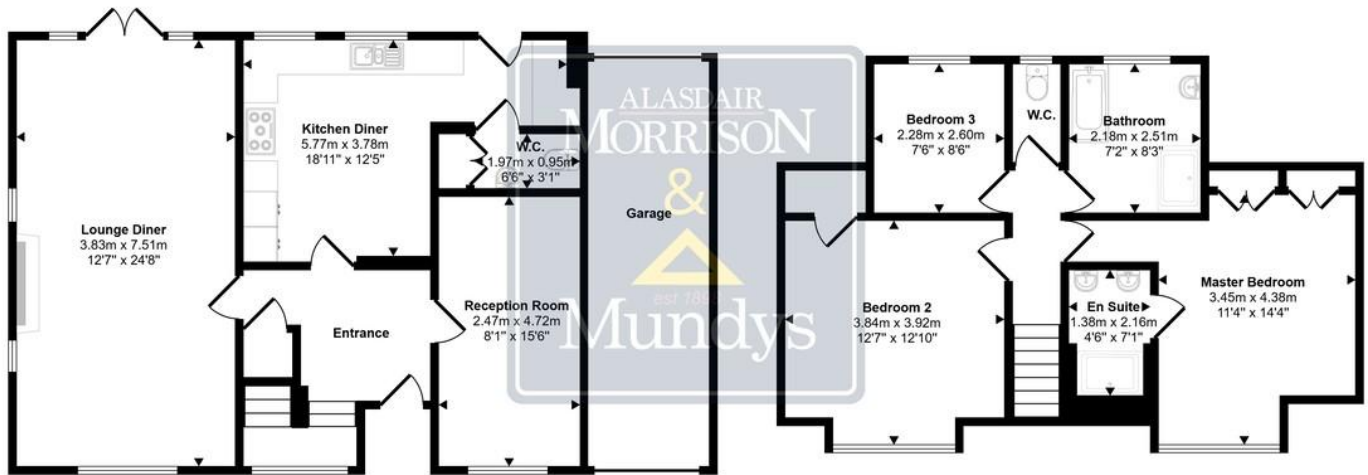 Lounge Diner
3.83m x 7.51m
12'7" x 24'8"
Kitchen Diner
5.77m x 3.78m
18'11" x 12'5"
W.C.
1.97m x 0.95m
6'6" x 3'1"
Entrance
Reception Room
2.47m x 4.72m
8'1" x 15'6"
Garage
ALASDAIR
MORRISON
&
est 1895
Mundys
Bedroom 3
2.28m x 2.60m
7'6" x 8'6"
W.C.
Bathroom
2.18m x 2.51m
7'2" x 8'3"
Bedroom 2
3.84m x 3.92m
12'7" x 12'10"
En Suite
1.38m x 2.16m
4'6" x 7'1"
Master Bedroom
3.45m x 4.38m
11'4" x 14'4"